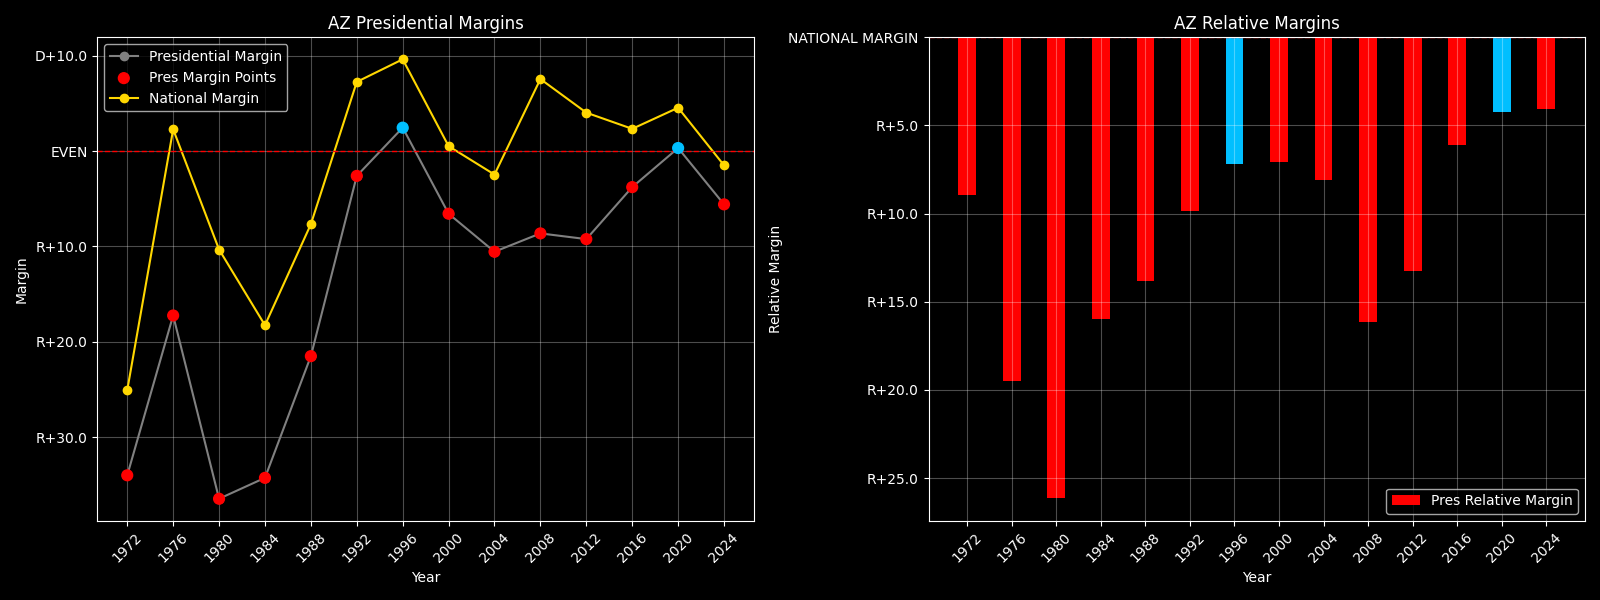 AZ Presidential Margins
Presidential Margin
Pres Margin Points
National Margin
D+10.0
EVEN
R+10.0
R+20.0
R+30.0
Margin
1972 1976 1980 1984 1988 1992 1996 2000 2004 2008 2012 2016 2020 2024
Year
AZ Relative Margins
NATIONAL MARGIN
R+5.0
R+10.0
R+15.0
R+20.0
R+25.0
Relative Margin
Pres Relative Margin
1972 1976 1980 1984 1988 1992 1996 2000 2004 2008 2012 2016 2020 2024
Year